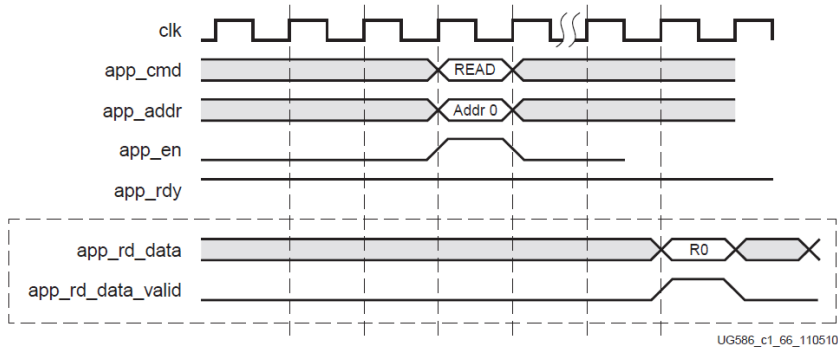 clk
app_cmd READ
app_addr Addr 0
app_en
app_rdy
app_rd_data R0
app_rd_data_valid
UG586_c1_66_110510